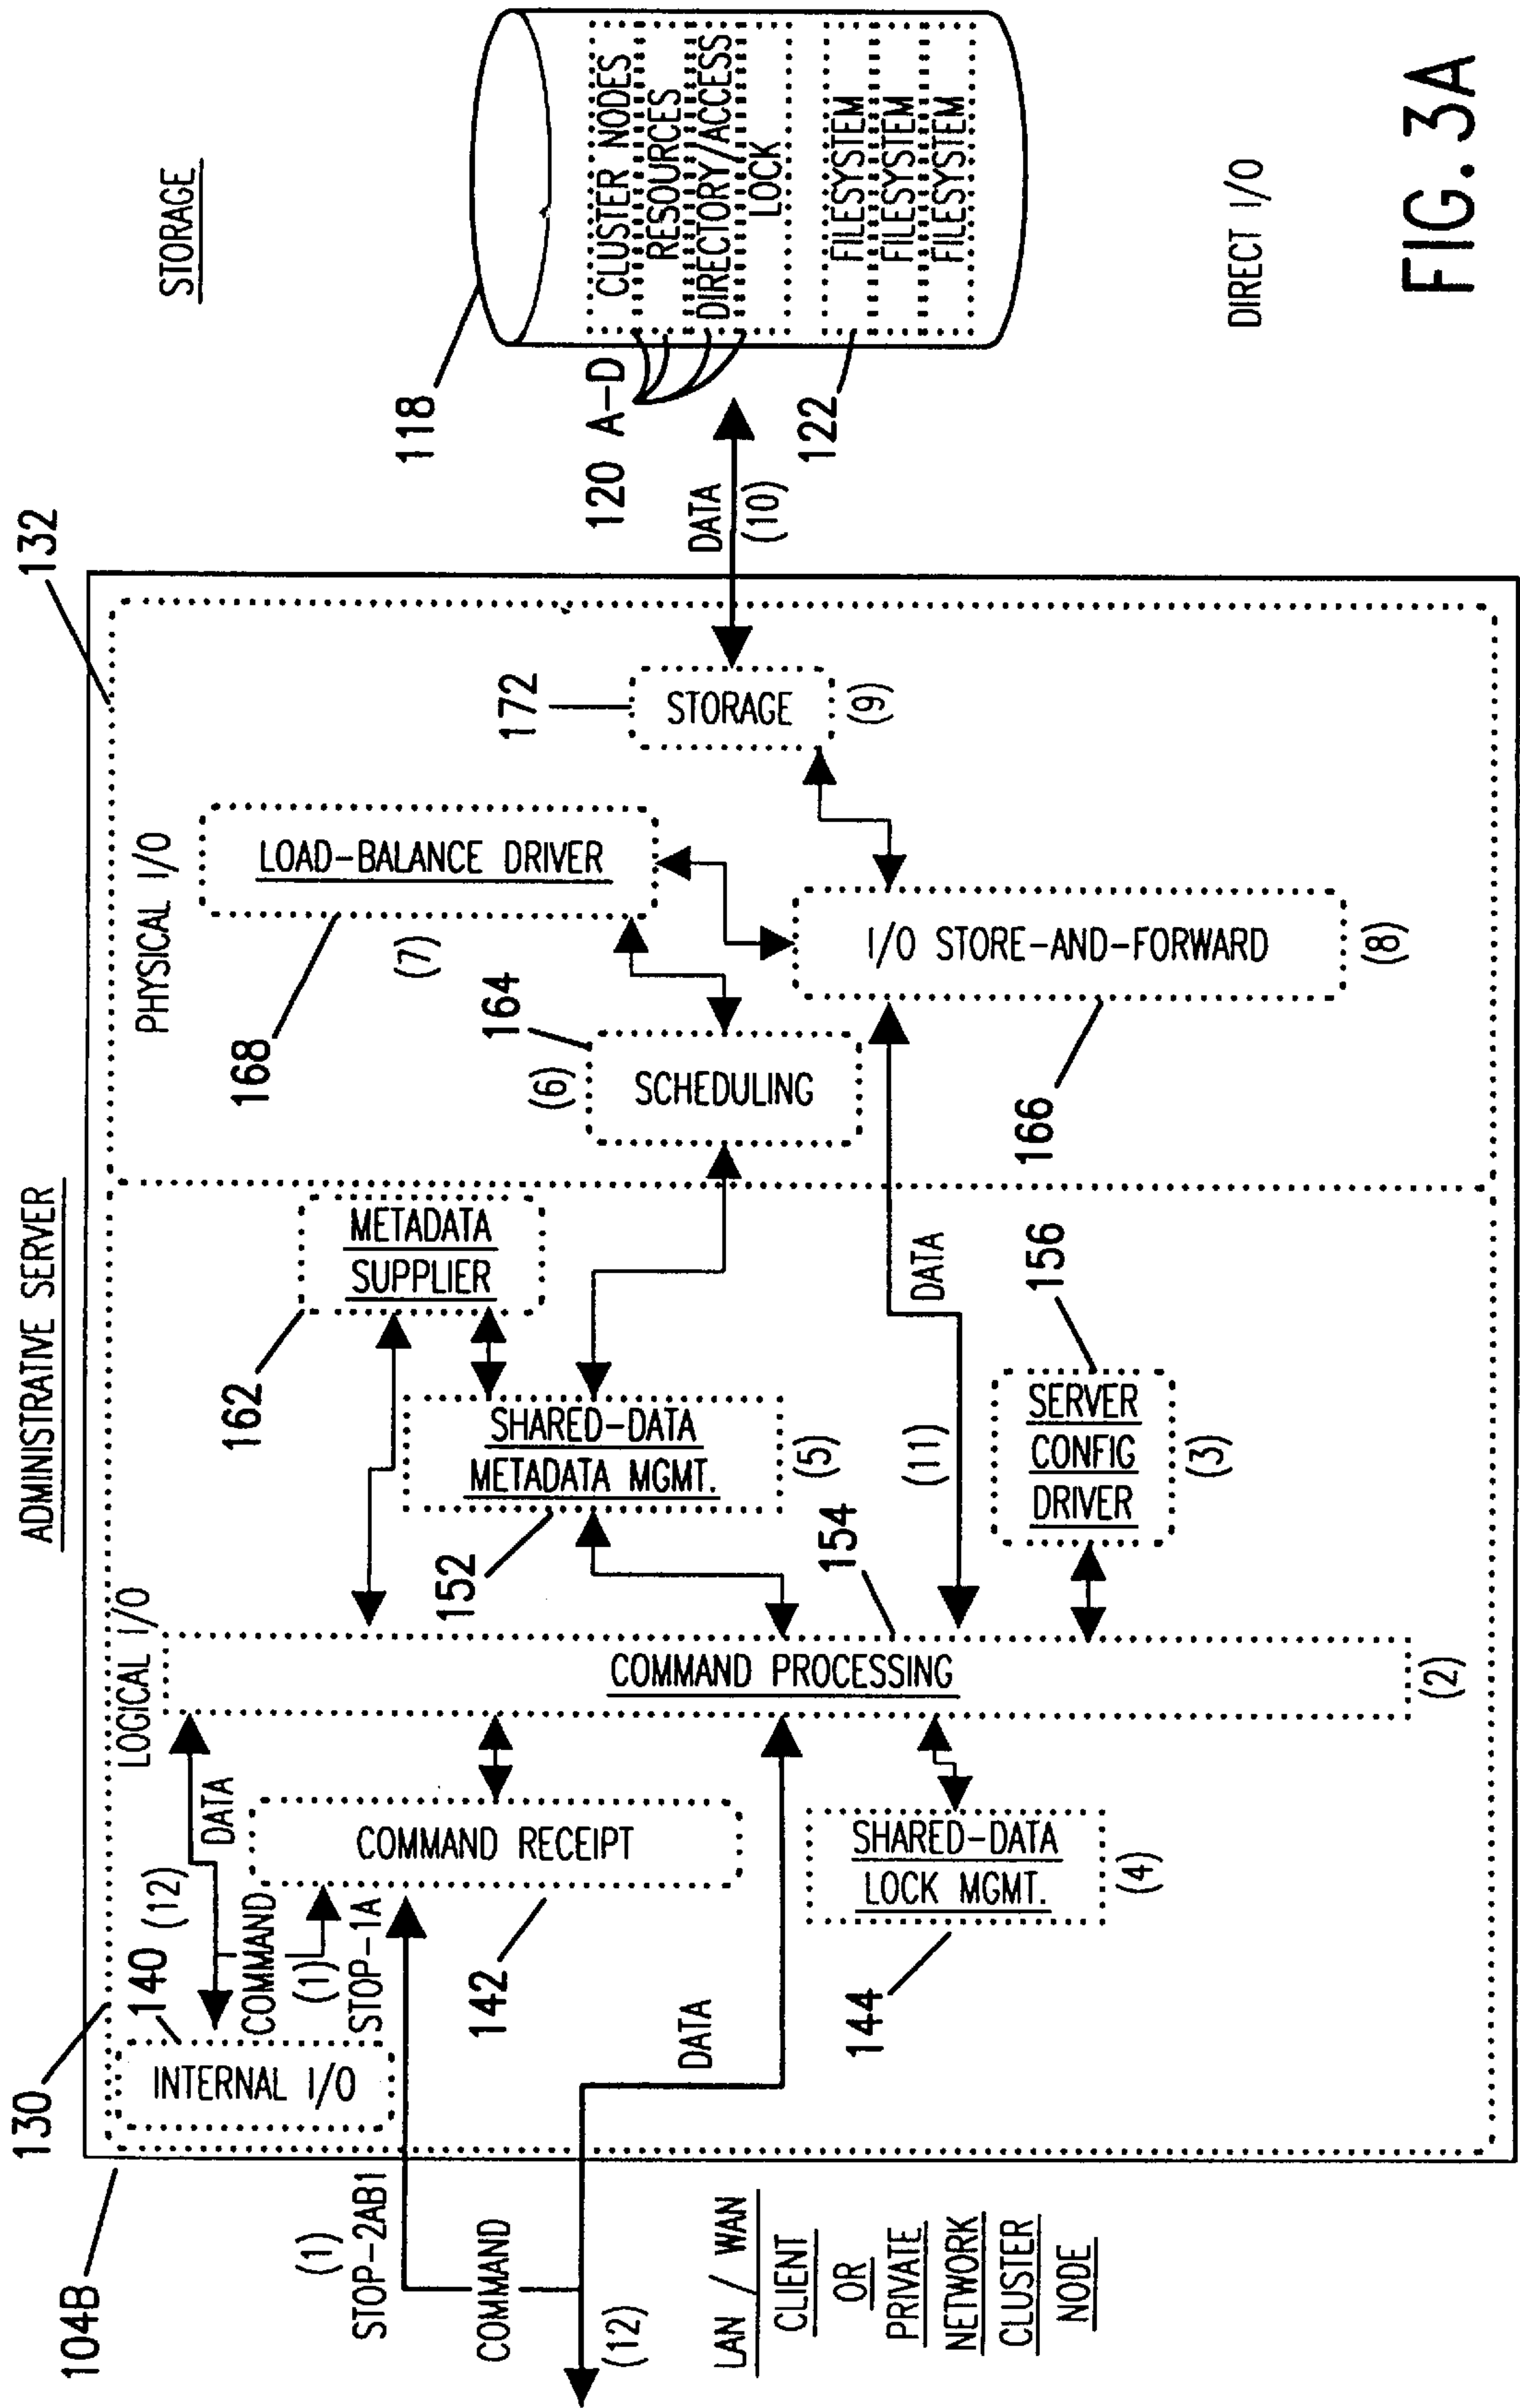 ADMINISTRATIVE SERVER
STORAGE
104B
130
132
LOGICAL I/O
PHYSICAL I/O
140
INTERNAL I/O
(12)
DATA
COMMAND
(1)
STOP-1A
COMMAND RECEIPT
142
(1)
STOP-2AB1
COMMAND
(12)
DATA
LAN / WAN
CLIENT
OR
PRIVATE
NETWORK
CLUSTER
NODE
SHARED-DATA
LOCK MGMT.
(4)
144
COMMAND PROCESSING
(2)
154
162
METADATA
SUPPLIER
SHARED-DATA
METADATA MGMT.
(5)
152
(11)
DATA
156
SERVER
CONFIG
DRIVER
(3)
168
LOAD-BALANCE DRIVER
(7)
164
(6)
SCHEDULING
I/O STORE-AND-FORWARD
(8)
166
172
STORAGE
(9)
DATA
(10)
118
120 A-D
CLUSTER NODES
RESOURCES
DIRECTORY/ACCESS
LOCK
122
FILESYSTEM
FILESYSTEM
FILESYSTEM
DIRECT I/O
FIG. 3A